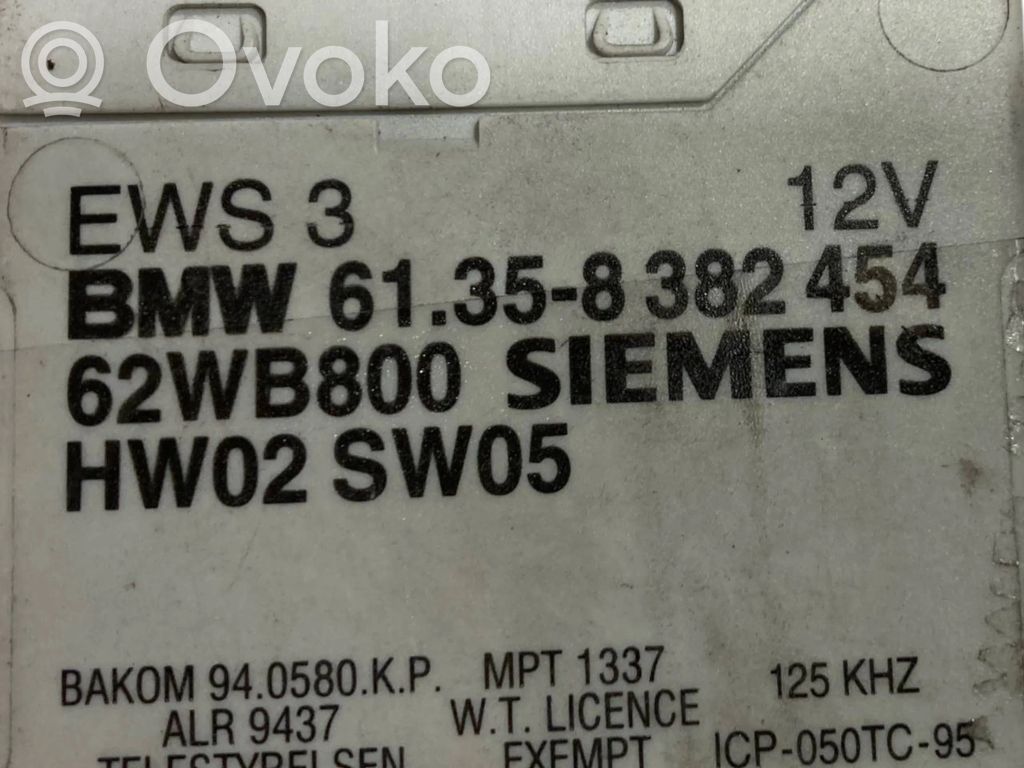 Ovoko
EWS 3 12V
BMW 61.35-8 382 454
62WB800 SIEMENS
HW02 SW05
BAKOM 94.0580.K.P. MPT 1337 125 KHZ
ALR 9437 W.T. LICENCE
TELESTYRELSEN EXEMPT ICP-050TC-95